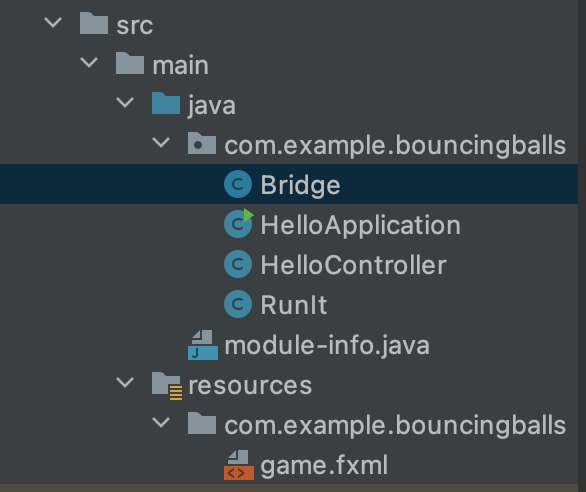 src
main
java
com.example.bouncingballs
Bridge
HelloApplication
HelloController
RunIt
module-info.java
resources
com.example.bouncingballs
game.fxml